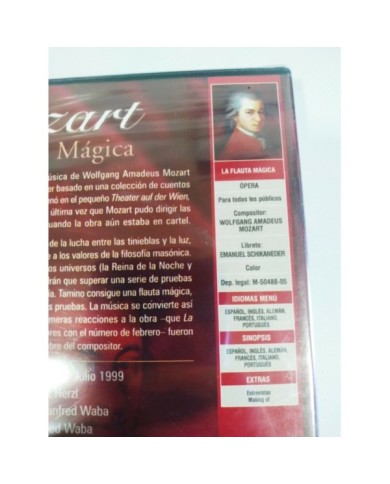 zart
Mágica
úsica de Wolfgang Amadeus Mozart
er basado en una colección de cuentos
enó en el pequeño Theater auf der Wien,
última vez que Mozart pudo dirigir las
uando la obra aún estaba en cartel.
de la lucha entre las tinieblas y la luz,
e a los valores de la filosofía masónica.
os universos (la Reina de la Noche y
drán que superar una serie de pruebas
a. Tamino consigue una flauta mágica,
s pruebas. La música se convierte así
meras reacciones a la obra –que La
res con el número de febrero– fueron
bre del compositor.
Julio 1999
Herzl
anfred Waba
ed Waba
LA FLAUTA MÁGICA
ÓPERA
Para todos los públicos
Compositor:
WOLFGANG AMADEUS
MOZART
Libreto:
EMANUEL SCHIKANEDER
Color
Dep. legal: M-50488-05
IDIOMAS MENÚ
ESPAÑOL, INGLÉS, ALEMÁN,
FRANCÉS, ITALIANO,
PORTUGUÉS
SINOPSIS
ESPAÑOL, INGLÉS, ALEMÁN,
FRANCÉS, ITALIANO,
PORTUGUÉS
EXTRAS
Entrevistas
Making of